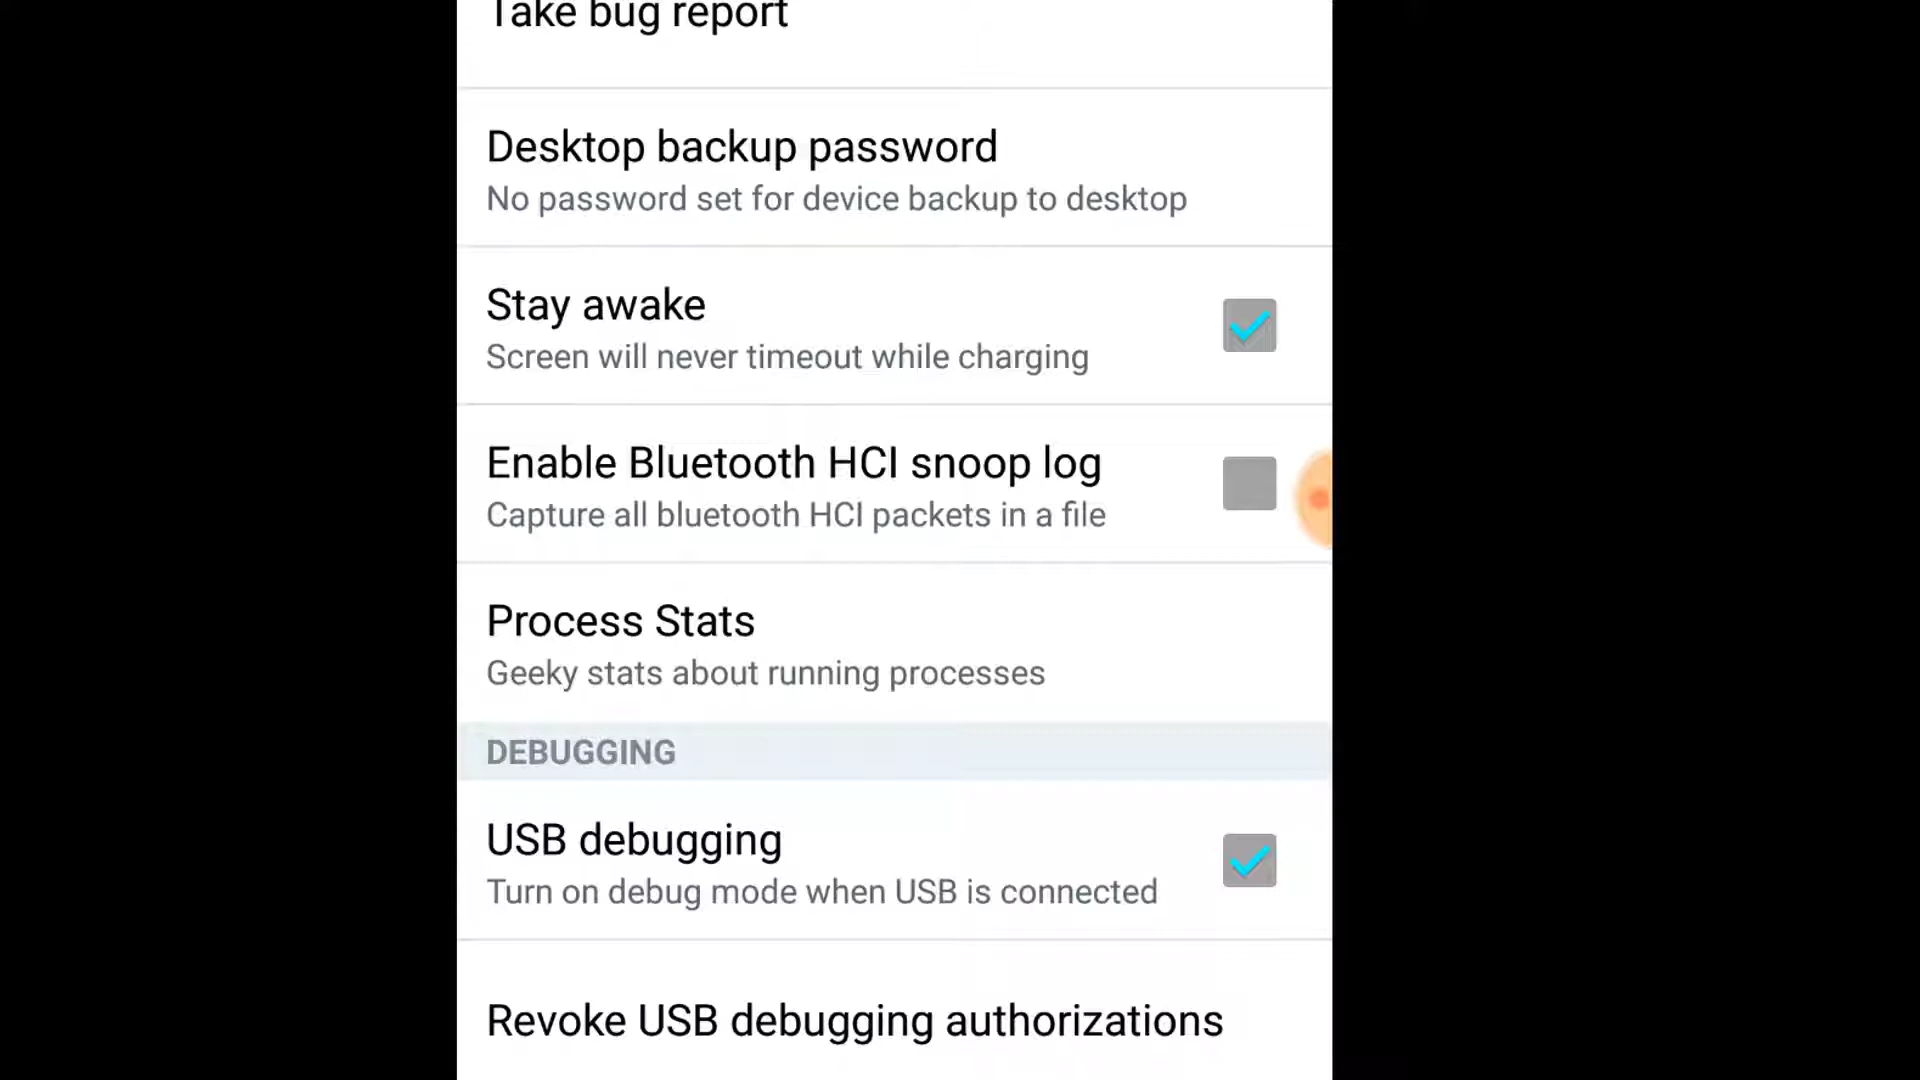 Take bug report
Desktop backup password
No password set for device backup to desktop
Stay awake
Screen will never timeout while charging
Enable Bluetooth HCI snoop log
Capture all bluetooth HCI packets in a file
Process Stats
Geeky stats about running processes
DEBUGGING
USB debugging
Turn on debug mode when USB is connected
Revoke USB debugging authorizations